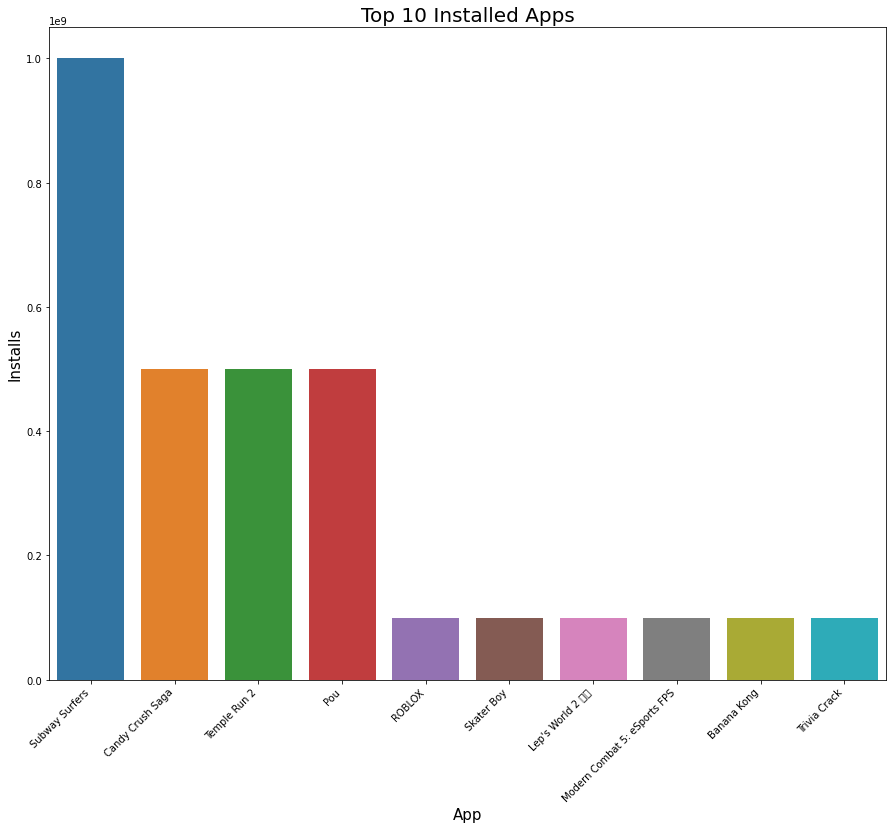 Top 10 Installed Apps
1e9
1.0
0.8
0.6
0.4
0.2
0.0
Installs
Subway Surfers
Candy Crush Saga
Temple Run 2
Pou
ROBLOX
Skater Boy
Lep's World 2
Modern Combat 5: eSports FPS
Banana Kong
Trivia Crack
App